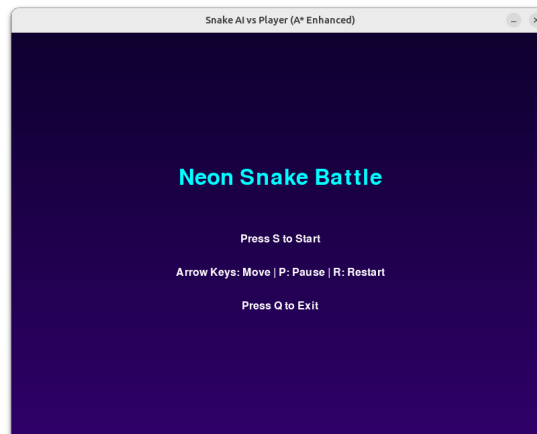 Snake AI vs Player (A* Enhanced)
Neon Snake Battle
Press S to Start
Arrow Keys: Move | P: Pause | R: Restart
Press Q to Exit